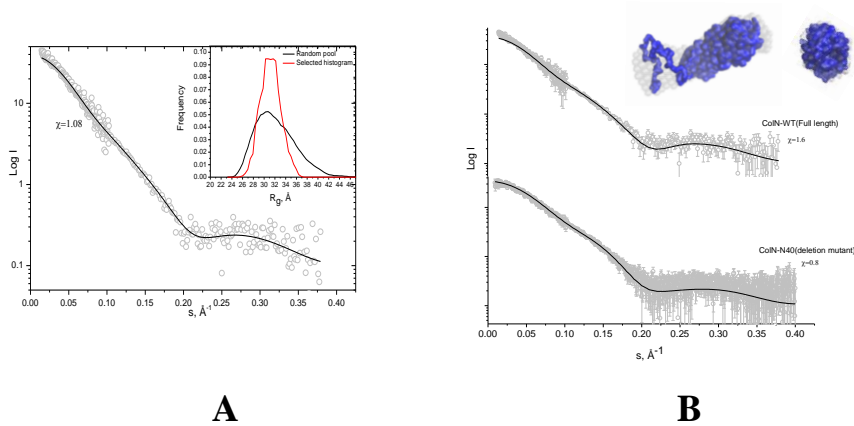 χ=1.08
Log I
10
1
0.1
0.00 0.05 0.10 0.15 0.20 0.25 0.30 0.35 0.40
s, Å⁻¹
Random pool
Selected histogram
Frequency
0.10
0.09
0.08
0.07
0.06
0.05
0.04
0.03
0.02
0.01
0.00
20 22 24 26 28 30 32 34 36 38 40 42 44 46
Rg, Å
A
ColN-WT(Full length)
χ=1.6
Log I
ColN-N40(deletion mutant)
χ=0.8
0.00 0.05 0.10 0.15 0.20 0.25 0.30 0.35 0.40
s, Å⁻¹
B